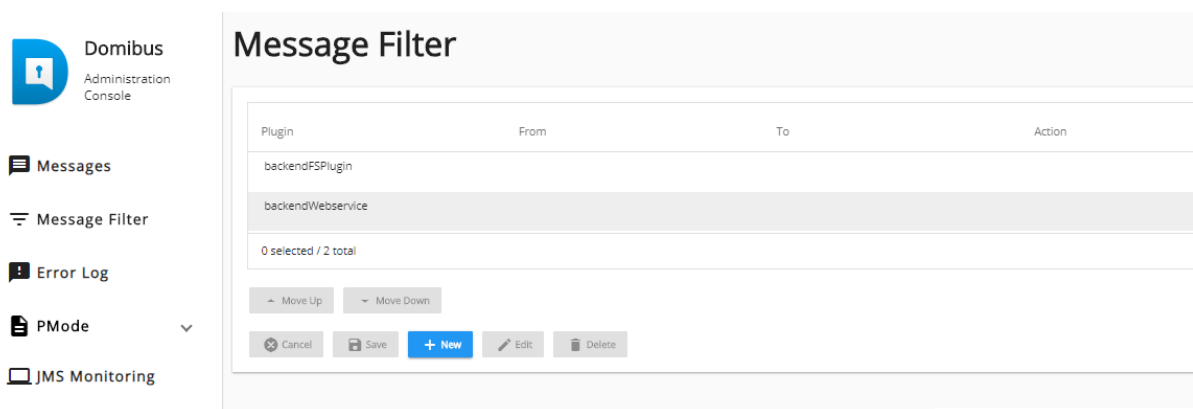 Domibus
Administration
Console
Messages
Message Filter
Error Log
PMode
JMS Monitoring
Message Filter
Plugin From To Action
backendFSPlugin
backendWebservice
0 selected / 2 total
Move Up Move Down
Cancel Save New Edit Delete